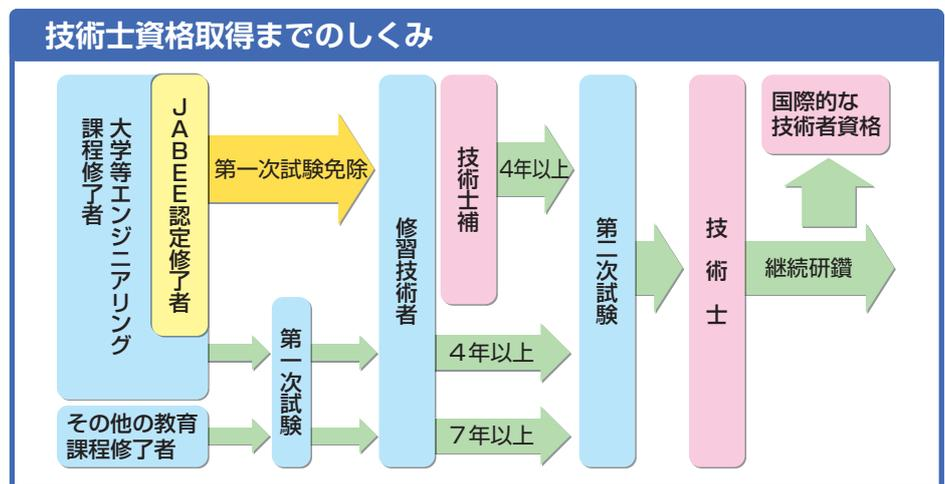 技術士資格取得までのしくみ
大学等エンジニアリング
課程修了者
JABEE認定修了者
第一次試験免除
その他の教育
課程修了者
第一次試験
修習技術者
技術士補
4年以上
４年以上
７年以上
第二次試験
技術士
国際的な
技術者資格
継続研鑽